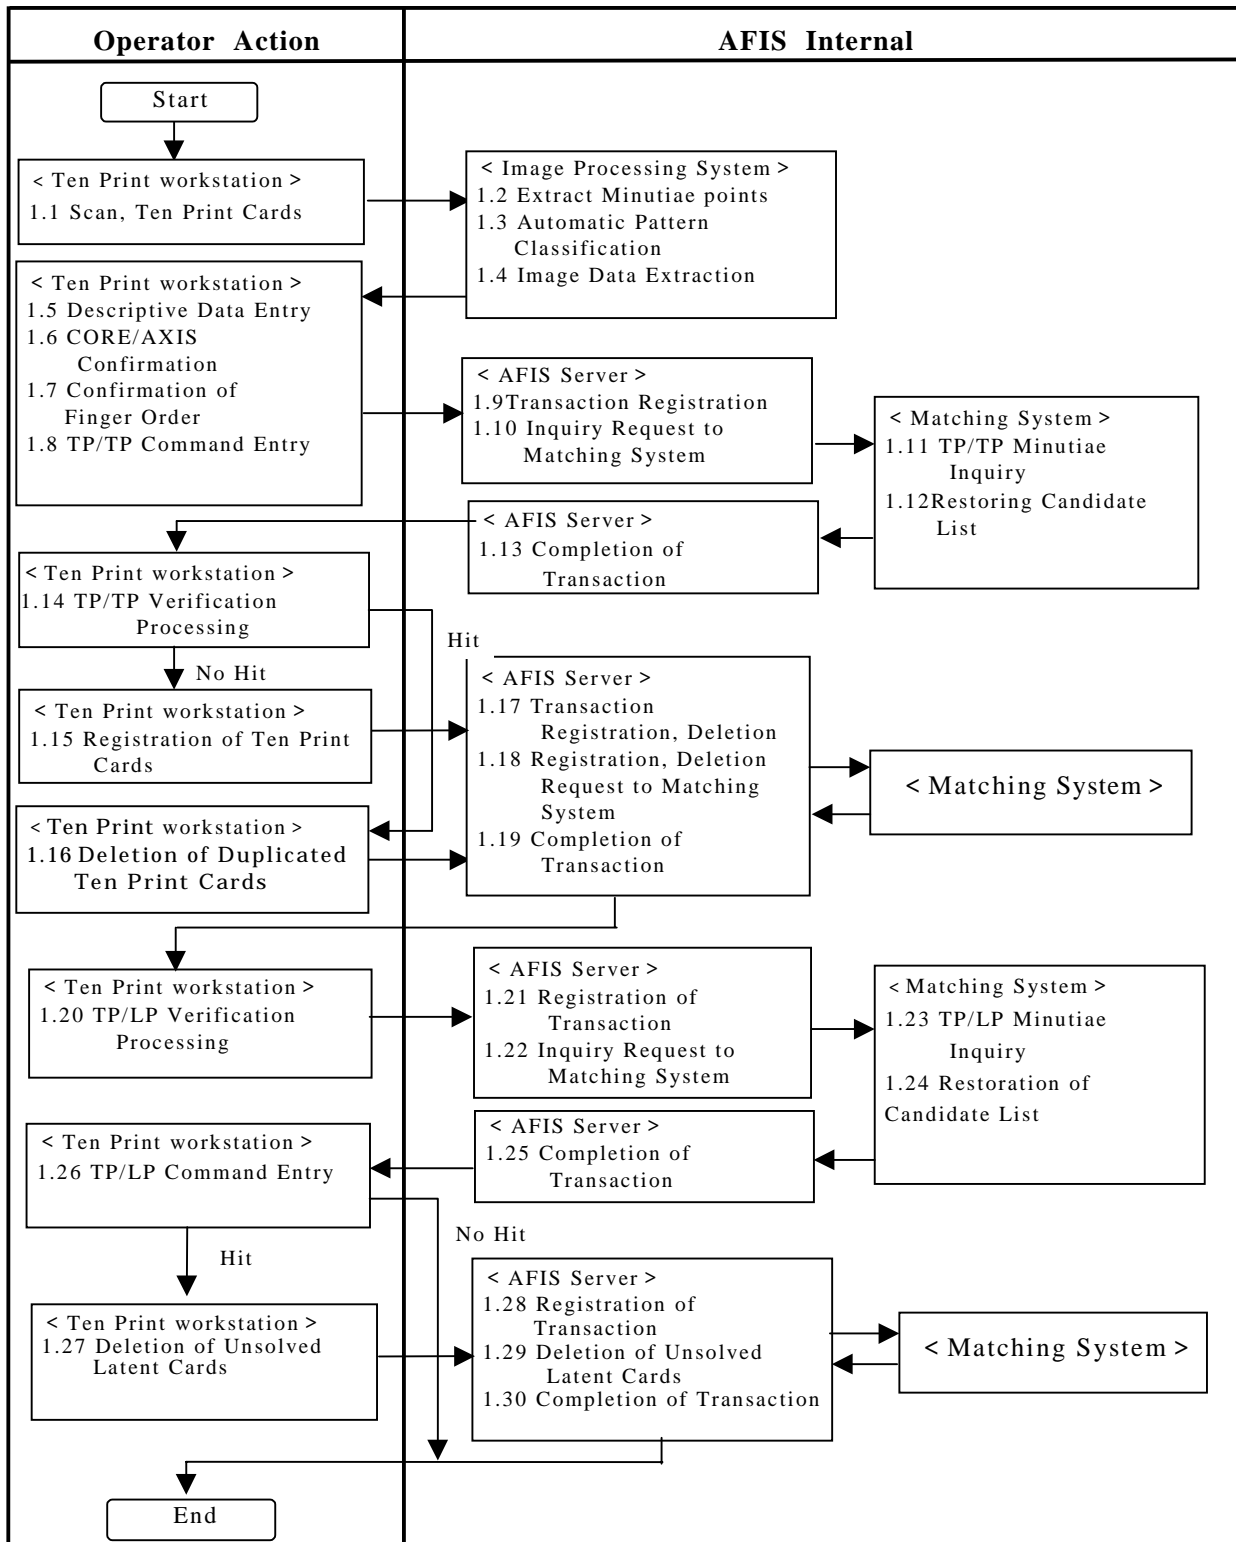 Operator Action
AFIS Internal
Start
< Ten Print workstation >
1.1 Scan, Ten Print Cards
< Image Processing System >
1.2 Extract Minutiae points
1.3 Automatic Pattern
Classification
1.4 Image Data Extraction
< Ten Print workstation >
1.5 Descriptive Data Entry
1.6 CORE/AXIS
Confirmation
1.7 Confirmation of
Finger Order
1.8 TP/TP Command Entry
< AFIS Server >
1.9Transaction Registration
1.10 Inquiry Request to
Matching System
< Matching System >
1.11 TP/TP Minutiae
Inquiry
1.12Restoring Candidate
List
< AFIS Server >
1.13 Completion of
Transaction
< Ten Print workstation >
1.14 TP/TP Verification
Processing
Hit
No Hit
< Ten Print workstation >
1.15 Registration of Ten Print
Cards
< Ten Print workstation >
1.16 Deletion of Duplicated
Ten Print Cards
< AFIS Server >
1.17 Transaction
Registration, Deletion
1.18 Registration, Deletion
Request to Matching
System
1.19 Completion of
Transaction
< Matching System >
< Ten Print workstation >
1.20 TP/LP Verification
Processing
< AFIS Server >
1.21 Registration of
Transaction
1.22 Inquiry Request to
Matching System
< Matching System >
1.23 TP/LP Minutiae
Inquiry
1.24 Restoration of
Candidate List
< AFIS Server >
1.25 Completion of
Transaction
< Ten Print workstation >
1.26 TP/LP Command Entry
No Hit
Hit
< Ten Print workstation >
1.27 Deletion of Unsolved
Latent Cards
< AFIS Server >
1.28 Registration of
Transaction
1.29 Deletion of Unsolved
Latent Cards
1.30 Completion of Transaction
< Matching System >
End